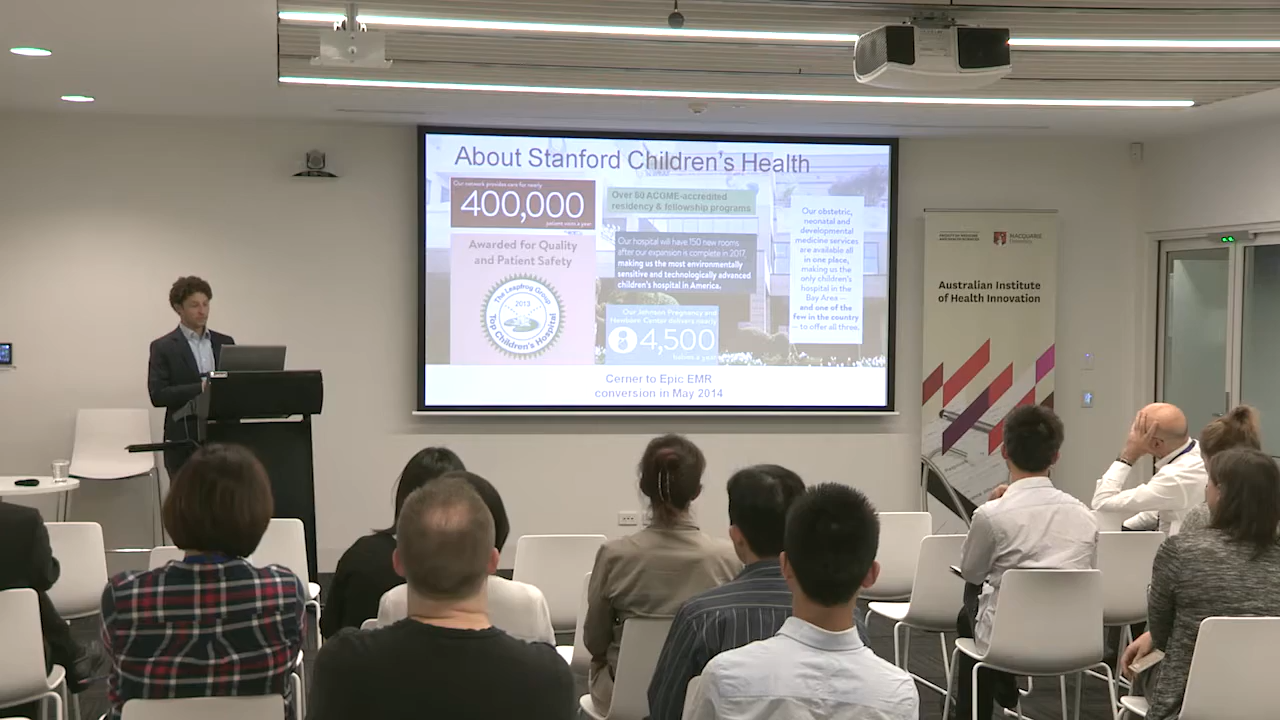 About Stanford Children's Health
Our network provides care for nearly
400,000
patients visits a year
Over 60 ACGME-accredited
residency & fellowship programs
Awarded for Quality
and Patient Safety
The Leapfrog Group
2013
Top Children's Hospital
Our hospital will have 150 new rooms
after our expansion is complete in 2017,
making us the most environmentally
sensitive and technologically advanced
children's hospital in America.
Our Johnson Pregnancy and
Newborn Center delivers nearly
4,500
babies a year
Our obstetric,
neonatal and
developmental
medicine services
are available all
in one place,
making us the
only children's
hospital in the
Bay Area —
and one of the
few in the country
— to offer all three.
Cerner to Epic EMR
conversion in May 2014
MACQUARIE
University
Australian Institute
of Health Innovation